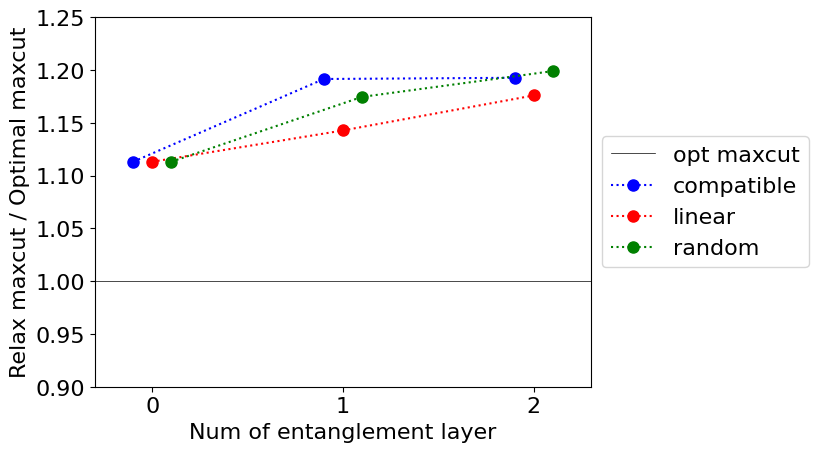 Relax maxcut / Optimal maxcut
1.25
1.20
1.15
1.10
1.05
1.00
0.95
0.90
0
1
2
Num of entanglement layer
opt maxcut
compatible
linear
random